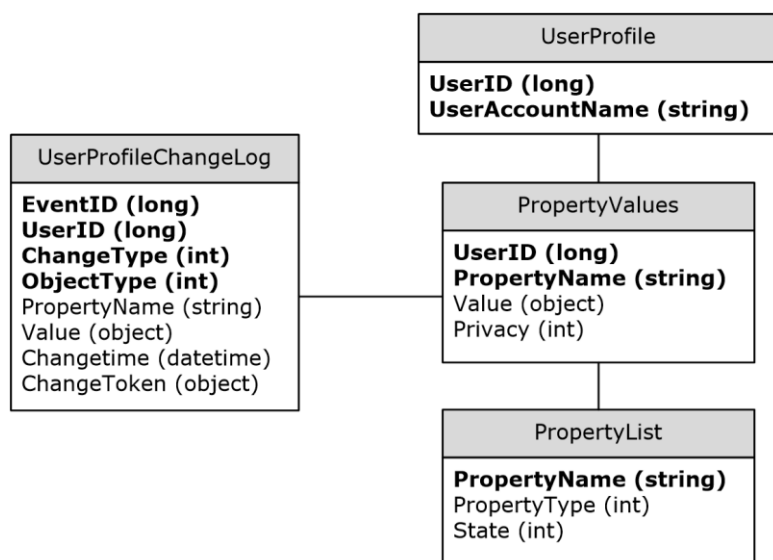 UserProfile
UserID (long)
UserAccountName (string)
UserProfileChangeLog
EventID (long)
UserID (long)
ChangeType (int)
ObjectType (int)
PropertyName (string)
Value (object)
Changetime (datetime)
ChangeToken (object)
PropertyValues
UserID (long)
PropertyName (string)
Value (object)
Privacy (int)
PropertyList
PropertyName (string)
PropertyType (int)
State (int)